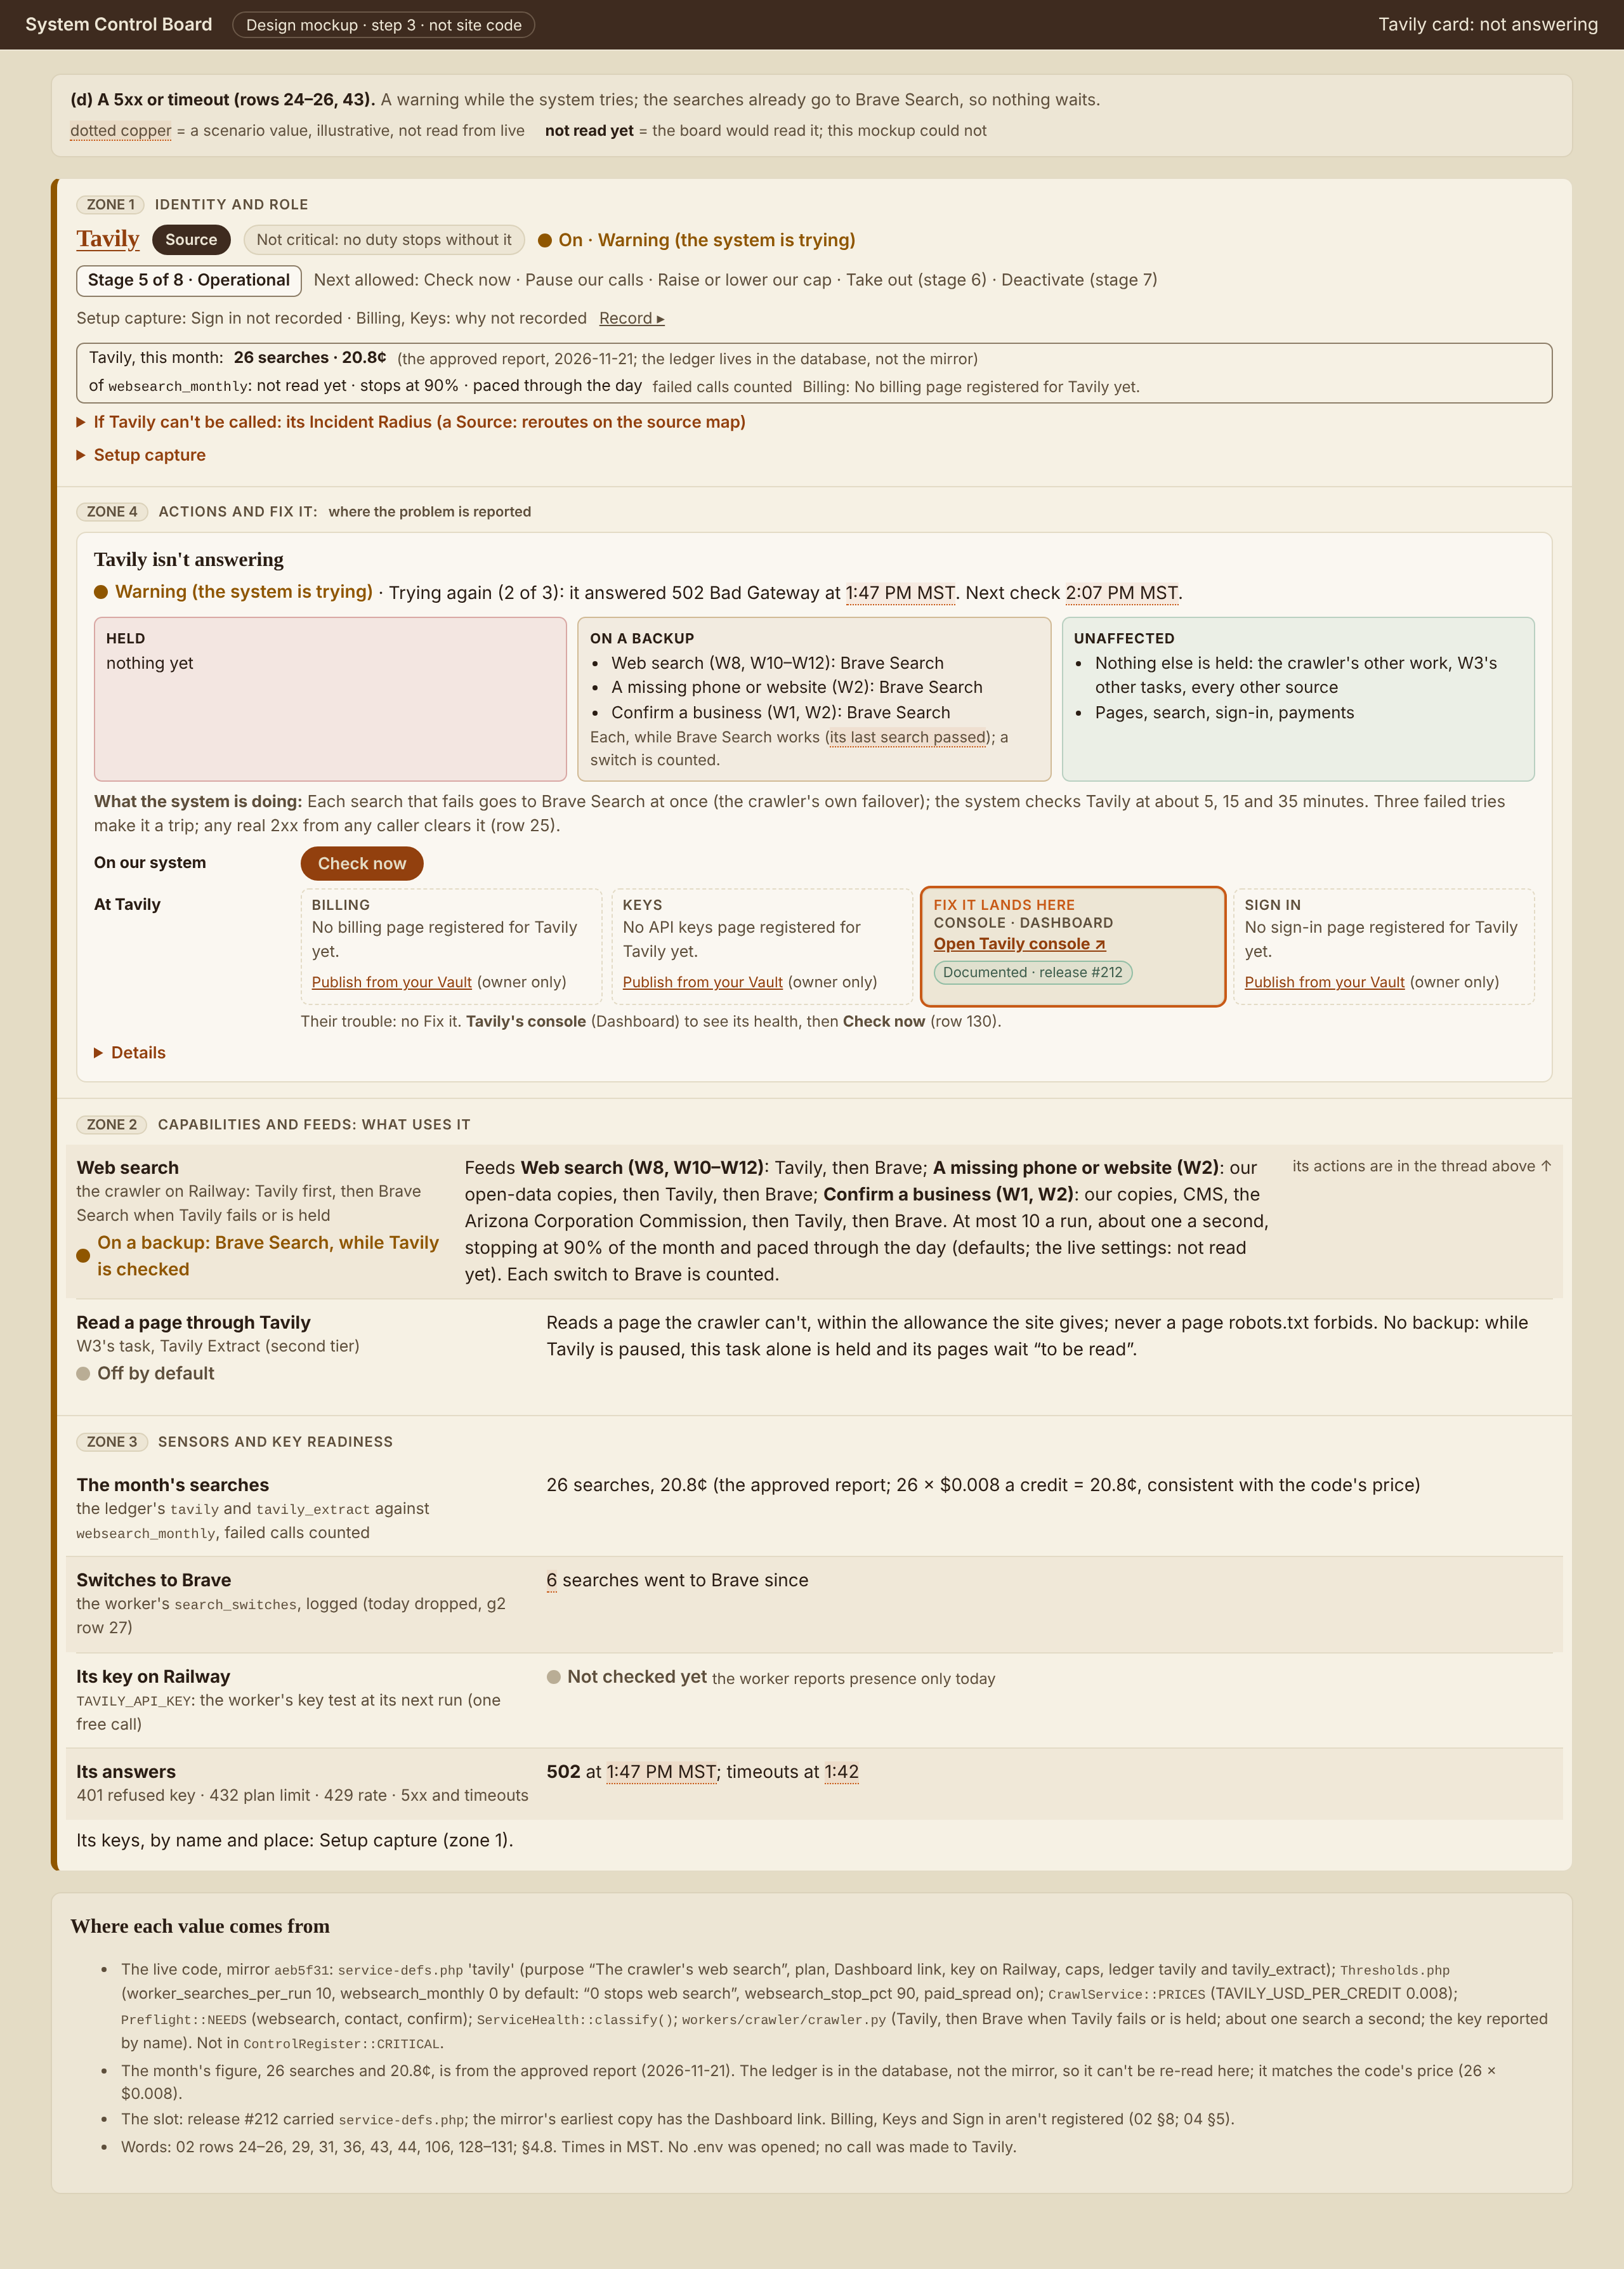 System Control Board
Design mockup · step 3 · not site code
Tavily card: not answering
(d) A 5xx or timeout (rows 24–26, 43). A warning while the system tries; the searches already go to Brave Search, so nothing waits.
dotted copper = a scenario value, illustrative, not read from live not read yet = the board would read it; this mockup could not
ZONE 1 IDENTITY AND ROLE
Tavily Source Not critical: no duty stops without it On · Warning (the system is trying)
Stage 5 of 8 · Operational Next allowed: Check now · Pause our calls · Raise or lower our cap · Take out (stage 6) · Deactivate (stage 7)
Setup capture: Sign in not recorded · Billing, Keys: why not recorded Record ▸
Tavily, this month: 26 searches · 20.8¢ (the approved report, 2026-11-21; the ledger lives in the database, not the mirror)
of websearch_monthly: not read yet · stops at 90% · paced through the day failed calls counted Billing: No billing page registered for Tavily yet.
▶ If Tavily can't be called: its Incident Radius (a Source: reroutes on the source map)
▶ Setup capture
ZONE 4 ACTIONS AND FIX IT: where the problem is reported
Tavily isn't answering
Warning (the system is trying) · Trying again (2 of 3): it answered 502 Bad Gateway at 1:47 PM MST. Next check 2:07 PM MST.
HELD
nothing yet
ON A BACKUP
• Web search (W8, W10–W12): Brave Search
• A missing phone or website (W2): Brave Search
• Confirm a business (W1, W2): Brave Search
Each, while Brave Search works (its last search passed); a
switch is counted.
UNAFFECTED
• Nothing else is held: the crawler's other work, W3's
other tasks, every other source
• Pages, search, sign-in, payments
What the system is doing: Each search that fails goes to Brave Search at once (the crawler's own failover); the system checks Tavily at about 5, 15 and 35 minutes. Three failed tries
make it a trip; any real 2xx from any caller clears it (row 25).
On our system Check now
At Tavily
BILLING
No billing page registered for Tavily
yet.
Publish from your Vault (owner only)
KEYS
No API keys page registered for
Tavily yet.
Publish from your Vault (owner only)
FIX IT LANDS HERE
CONSOLE · DASHBOARD
Open Tavily console ↗
Documented · release #212
SIGN IN
No sign-in page registered for Tavily
yet.
Publish from your Vault (owner only)
Their trouble: no Fix it. Tavily's console (Dashboard) to see its health, then Check now (row 130).
▶ Details
ZONE 2 CAPABILITIES AND FEEDS: WHAT USES IT
Web search
the crawler on Railway: Tavily first, then Brave
Search when Tavily fails or is held
On a backup: Brave Search, while Tavily
is checked
Feeds Web search (W8, W10–W12): Tavily, then Brave; A missing phone or website (W2): our
open-data copies, then Tavily, then Brave; Confirm a business (W1, W2): our copies, CMS, the
Arizona Corporation Commission, then Tavily, then Brave. At most 10 a run, about one a second,
stopping at 90% of the month and paced through the day (defaults; the live settings: not read
yet). Each switch to Brave is counted.
its actions are in the thread above ↑
Read a page through Tavily
W3's task, Tavily Extract (second tier)
Off by default
Reads a page the crawler can't, within the allowance the site gives; never a page robots.txt forbids. No backup: while
Tavily is paused, this task alone is held and its pages wait “to be read”.
ZONE 3 SENSORS AND KEY READINESS
The month's searches
the ledger's tavily and tavily_extract against
websearch_monthly, failed calls counted
26 searches, 20.8¢ (the approved report; 26 × $0.008 a credit = 20.8¢, consistent with the code's price)
Switches to Brave
the worker's search_switches, logged (today dropped, g2
row 27)
6 searches went to Brave since
Its key on Railway
TAVILY_API_KEY: the worker's key test at its next run (one
free call)
Not checked yet the worker reports presence only today
Its answers
401 refused key · 432 plan limit · 429 rate · 5xx and timeouts
502 at 1:47 PM MST; timeouts at 1:42
Its keys, by name and place: Setup capture (zone 1).
Where each value comes from
• The live code, mirror aeb5f31: service-defs.php 'tavily' (purpose “The crawler's web search”, plan, Dashboard link, key on Railway, caps, ledger tavily and tavily_extract); Thresholds.php
(worker_searches_per_run 10, websearch_monthly 0 by default: “0 stops web search”, websearch_stop_pct 90, paid_spread on); CrawlService::PRICES (TAVILY_USD_PER_CREDIT 0.008);
Preflight::NEEDS (websearch, contact, confirm); ServiceHealth::classify(); workers/crawler/crawler.py (Tavily, then Brave when Tavily fails or is held; about one search a second; the key reported
by name). Not in ControlRegister::CRITICAL.
• The month's figure, 26 searches and 20.8¢, is from the approved report (2026-11-21). The ledger is in the database, not the mirror, so it can't be re-read here; it matches the code's price (26 ×
$0.008).
• The slot: release #212 carried service-defs.php; the mirror's earliest copy has the Dashboard link. Billing, Keys and Sign in aren't registered (02 §8; 04 §5).
• Words: 02 rows 24–26, 29, 31, 36, 43, 44, 106, 128–131; §4.8. Times in MST. No .env was opened; no call was made to Tavily.